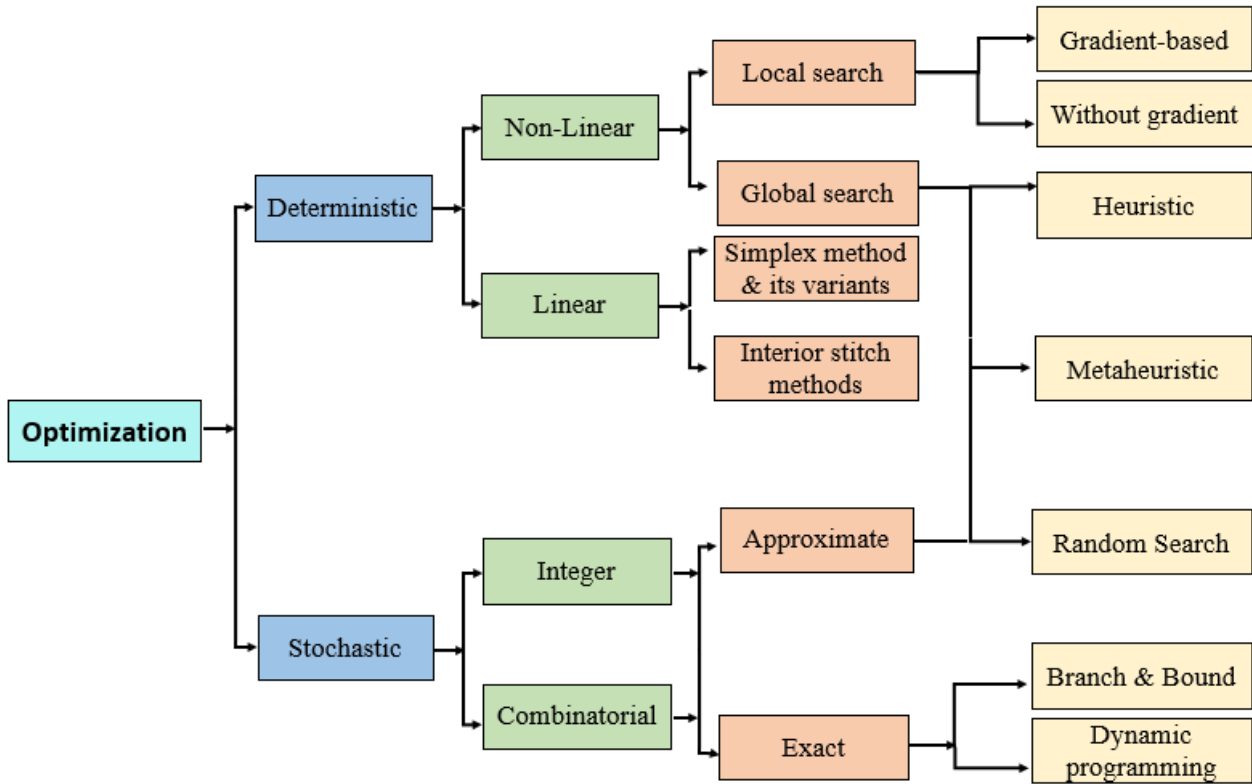 Optimization
Deterministic
Stochastic
Non-Linear
Linear
Integer
Combinatorial
Local search
Global search
Simplex method
& its variants
Interior stitch
methods
Approximate
Exact
Gradient-based
Without gradient
Heuristic
Metaheuristic
Random Search
Branch & Bound
Dynamic
programming